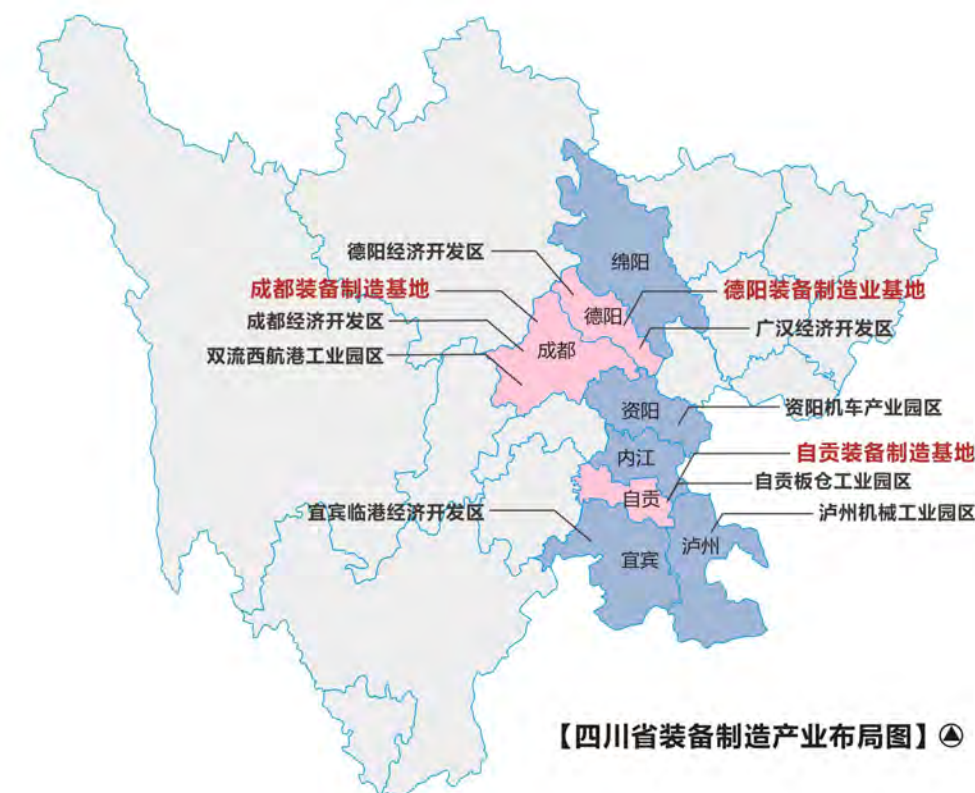 德阳经济开发区
绵阳
成都装备制造基地
德阳装备制造业基地
德阳
成都经济开发区
广汉经济开发区
成都
双流西航港工业园区
资阳
资阳机车产业园区
内江
自贡装备制造基地
自贡板仓工业园区
自贡
宜宾临港经济开发区
泸州机械工业园区
泸州
宜宾
【四川省装备制造产业布局图】